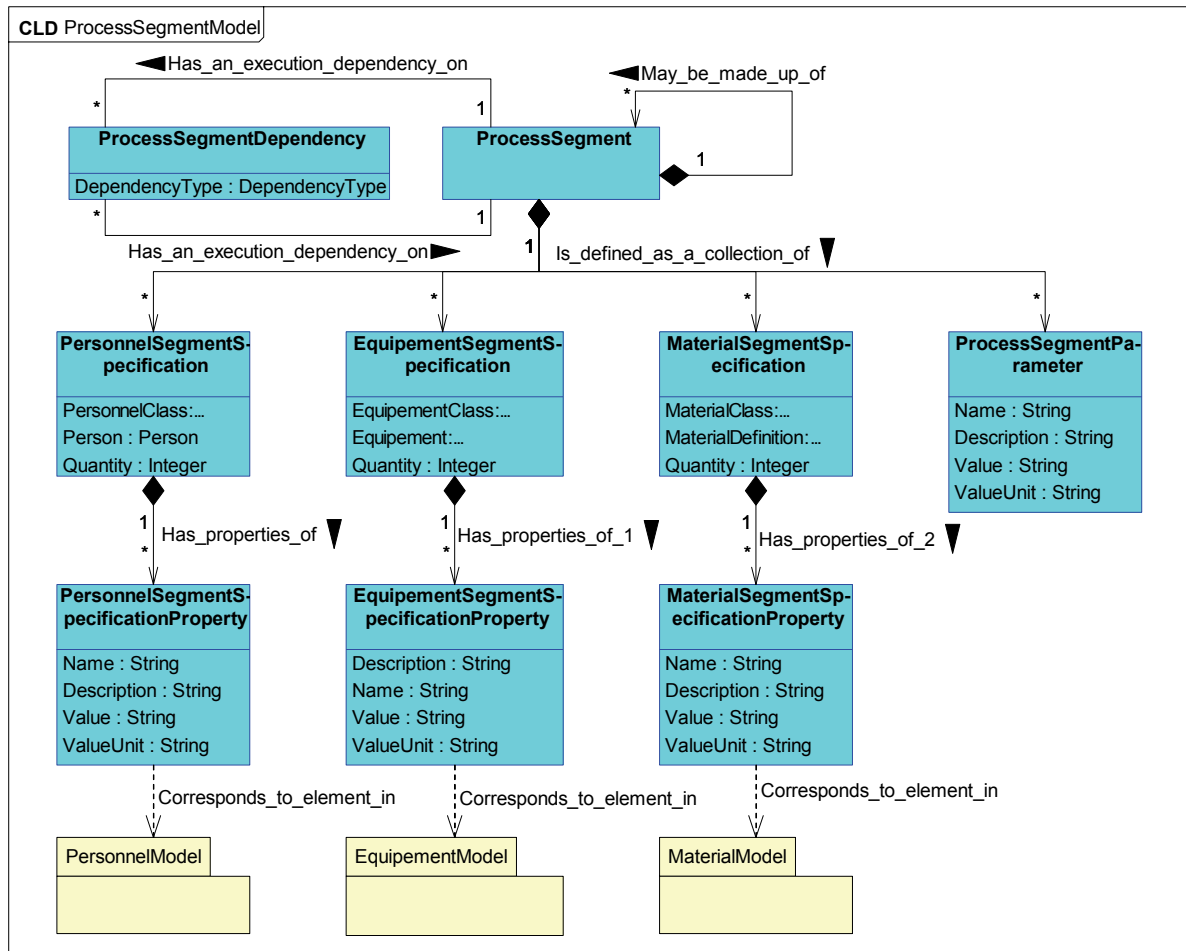 CLD ProcessSegmentModel
Has_an_execution_dependency_on
May_be_made_up_of
*
1
*
ProcessSegmentDependency
DependencyType : DependencyType
ProcessSegment
1
*
1
Has_an_execution_dependency_on
1
Is_defined_as_a_collection_of
*
*
*
*
PersonnelSegmentS-
pecification
PersonnelClass:...
Person : Person
Quantity : Integer
EquipementSegmentS-
pecification
EquipementClass:...
Equipement:...
Quantity : Integer
MaterialSegmentSp-
ecification
MaterialClass:...
MaterialDefinition:...
Quantity : Integer
ProcessSegmentPa-
rameter
Name : String
Description : String
Value : String
ValueUnit : String
1
Has_properties_of
*
1
Has_properties_of_1
*
1
Has_properties_of_2
*
PersonnelSegmentS-
pecificationProperty
Name : String
Description : String
Value : String
ValueUnit : String
EquipementSegmentS-
pecificationProperty
Description : String
Name : String
Value : String
ValueUnit : String
MaterialSegmentSp-
ecificationProperty
Name : String
Description : String
Value : String
ValueUnit : String
Corresponds_to_element_in
Corresponds_to_element_in
Corresponds_to_element_in
PersonnelModel
EquipementModel
MaterialModel